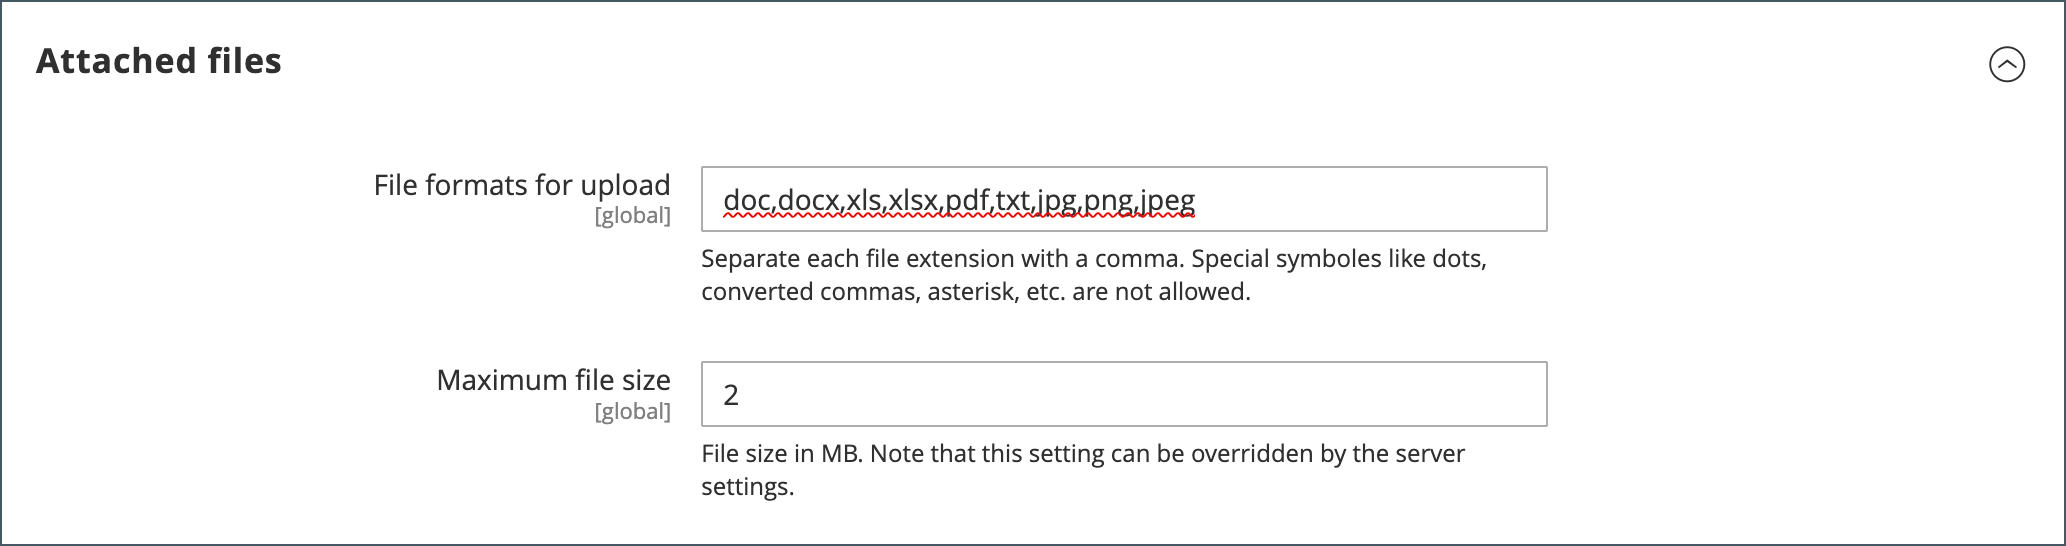 Attached files
File formats for upload
[global]
doc,docx,xls,xlsx,pdf,txt,jpg,png,jpeg
Separate each file extension with a comma. Special symboles like dots,
converted commas, asterisk, etc. are not allowed.
Maximum file size
[global]
2
File size in MB. Note that this setting can be overridden by the server
settings.